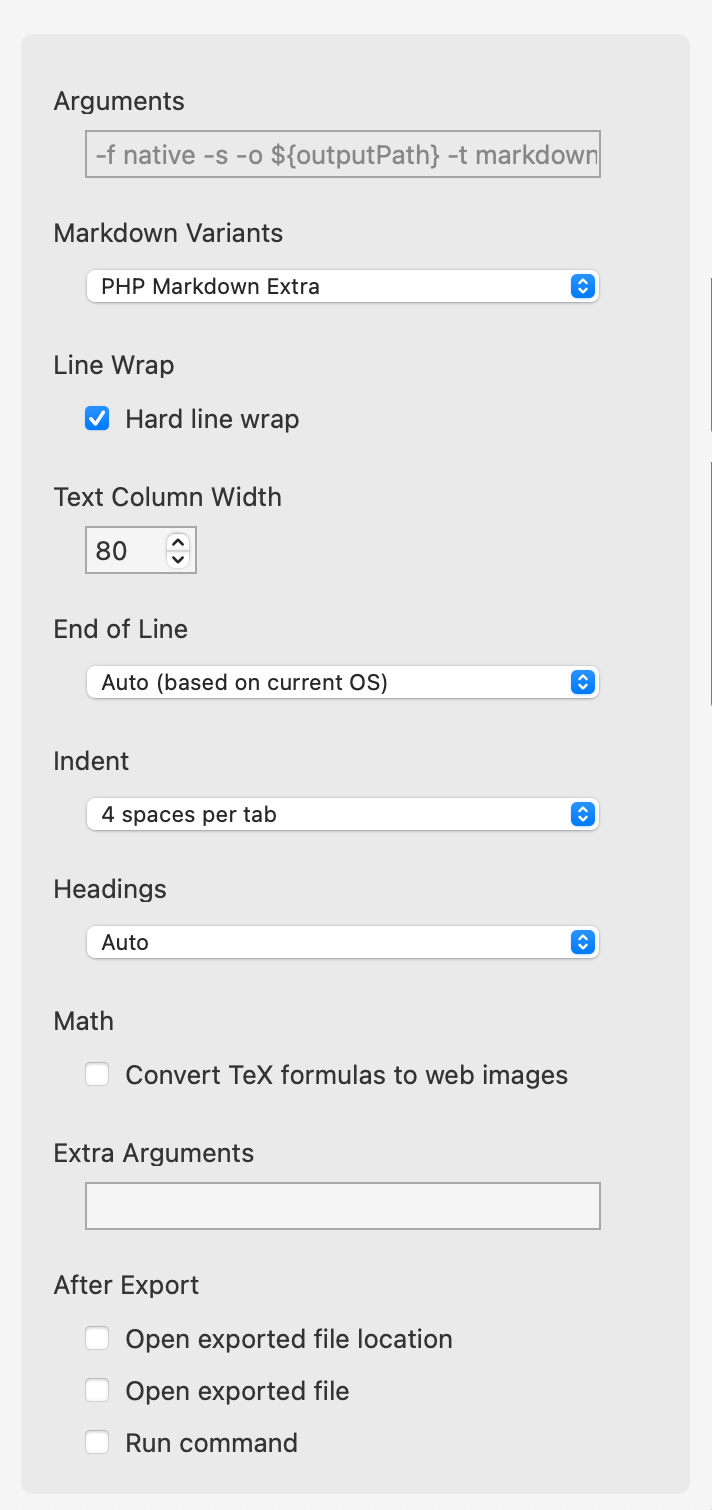 Arguments
-f native -s -o ${outputPath} -t markdown
Markdown Variants
PHP Markdown Extra
Line Wrap
Hard line wrap
Text Column Width
80
End of Line
Auto (based on current OS)
Indent
4 spaces per tab
Headings
Auto
Math
Convert TeX formulas to web images
Extra Arguments
After Export
Open exported file location
Open exported file
Run command